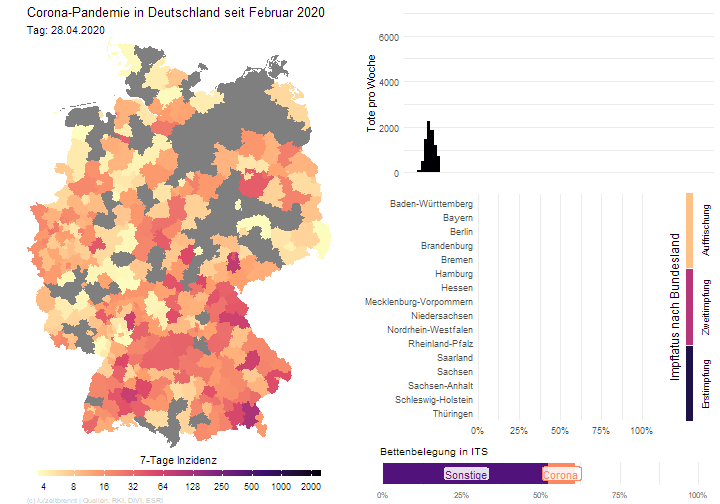 Corona-Pandemie in Deutschland seit Februar 2020
Tag: 28.04.2020
7-Tage Inzidenz
4 8 16 32 64 125 250 500 1000 2000
Tote pro Woche
6000
4000
2000
0
Baden-Württemberg
Bayern
Berlin
Brandenburg
Bremen
Hamburg
Hessen
Mecklenburg-Vorpommern
Niedersachsen
Nordrhein-Westfalen
Rheinland-Pfalz
Saarland
Sachsen
Sachsen-Anhalt
Schleswig-Holstein
Thüringen
0% 25% 50% 75% 100%
Impfstatus nach Bundesland
Auffrischung
Zweitimpfung
Erstimpfung
Bettenbelegung in ITS
Sonstige Corona
0% 25% 50% 75% 100%
Quellen: RKI, DIVI, ESRI